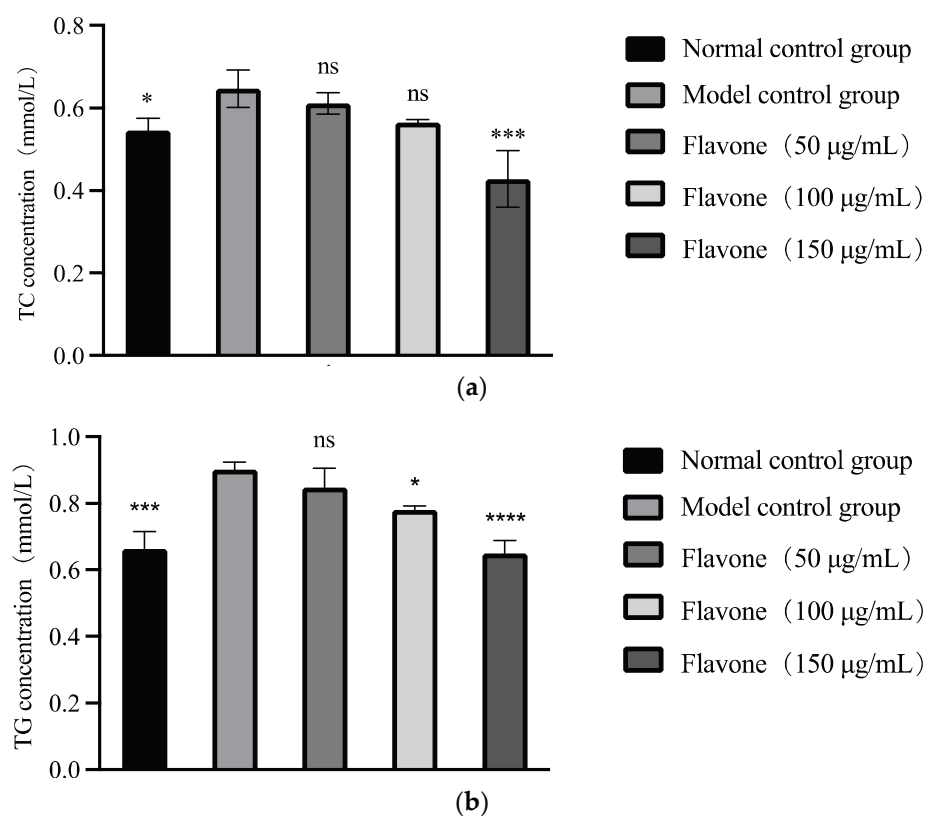 0.8
0.6
0.4
0.2
0.0
TC concentration（mmol/L）
*
ns
ns
***
Normal control group
Model control group
Flavone（50 μg/mL）
Flavone（100 μg/mL）
Flavone（150 μg/mL）
(a)
1.0
0.8
0.6
0.4
0.2
0.0
TG concentration（mmol/L）
***
ns
*
****
Normal control group
Model control group
Flavone（50 μg/mL）
Flavone（100 μg/mL）
Flavone（150 μg/mL）
(b)